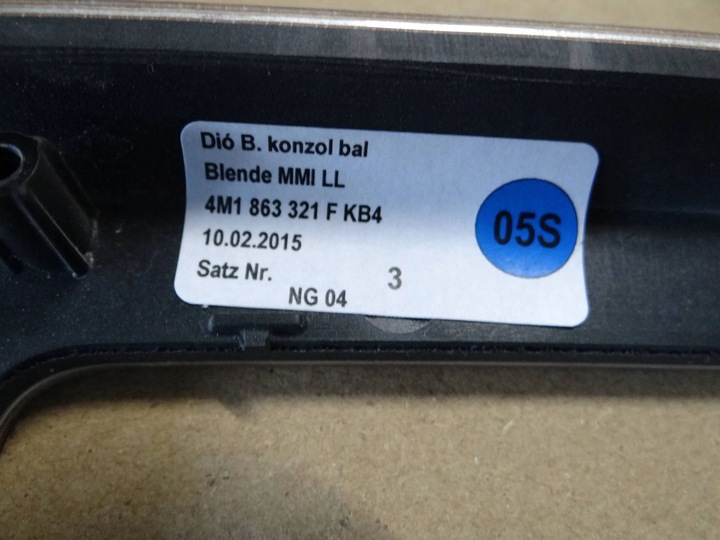 Dió B. konzol bal
Blende MMI LL
4M1 863 321 F KB4
10.02.2015
Satz Nr. 3
NG 04
05S